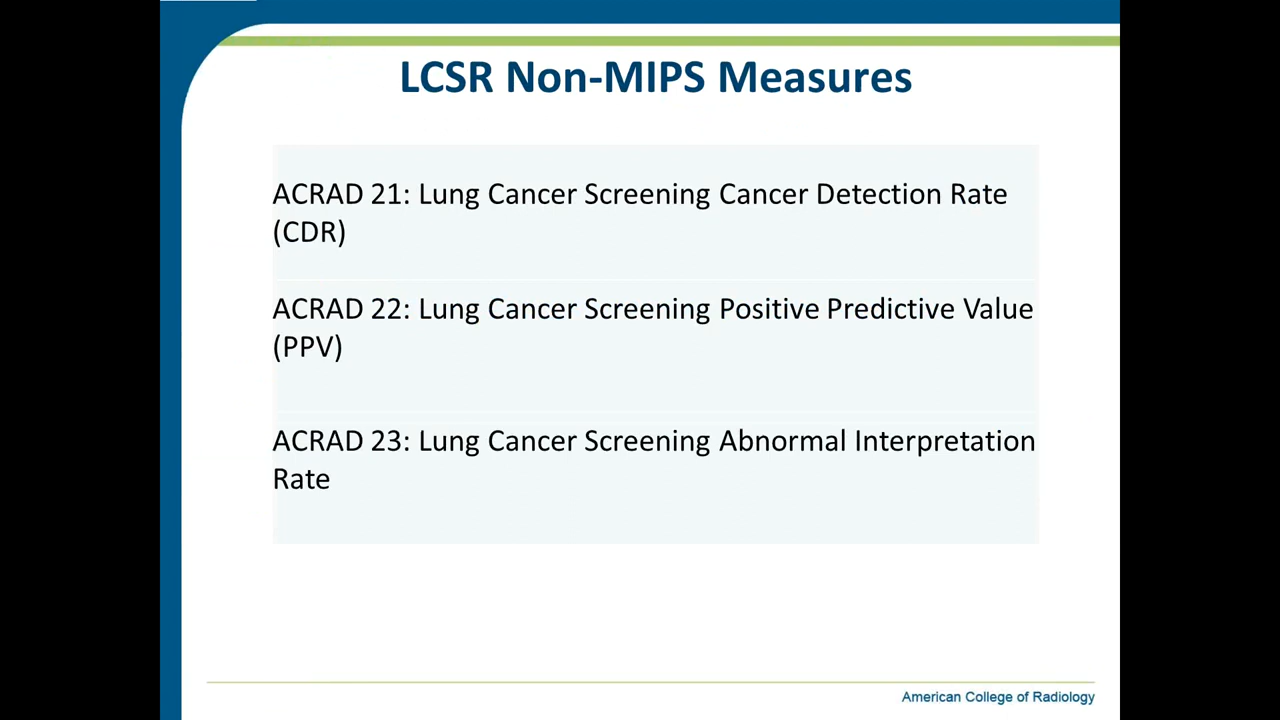 LCSR Non-MIPS Measures
ACRAD 21: Lung Cancer Screening Cancer Detection Rate
(CDR)
ACRAD 22: Lung Cancer Screening Positive Predictive Value
(PPV)
ACRAD 23: Lung Cancer Screening Abnormal Interpretation
Rate
American College of Radiology